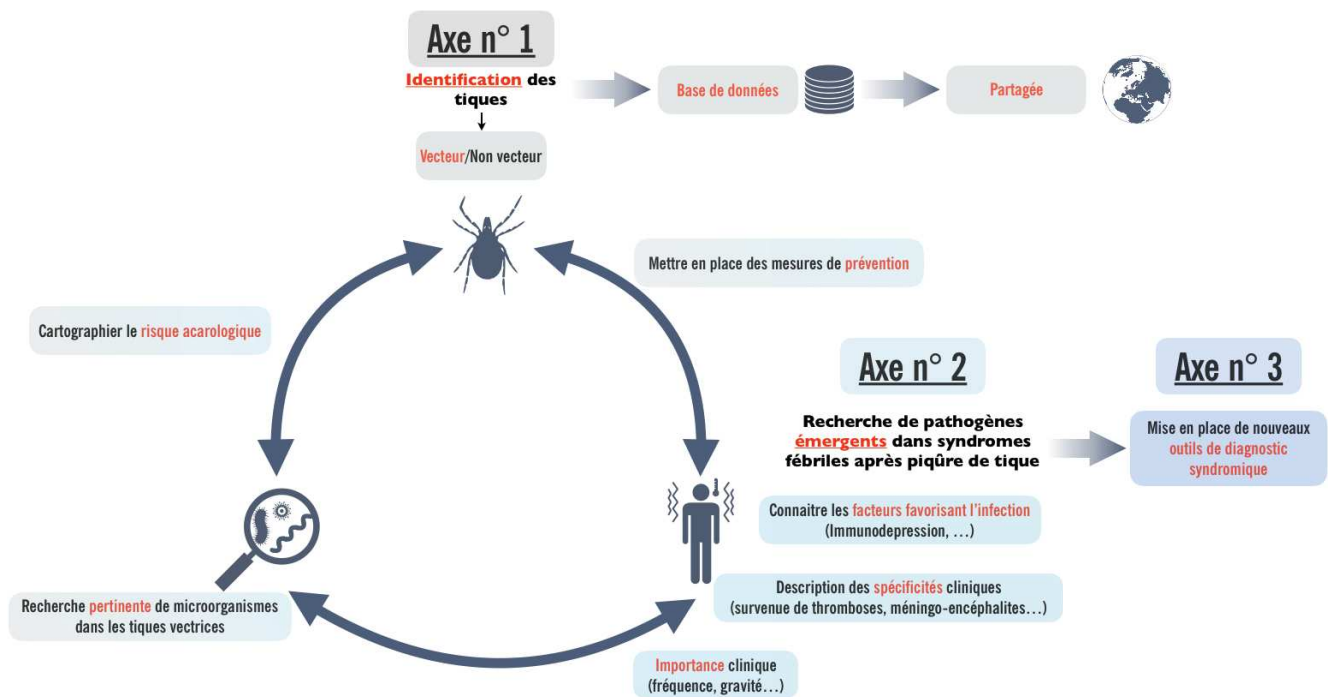 Axe n° 1
Identification des
tiques
Base de données
Partagée
Vecteur/Non vecteur
Mettre en place des mesures de prévention
Cartographier le risque acarologique
Axe n° 2
Axe n° 3
Recherche de pathogènes
émergents dans syndromes
fébriles après piqûre de tique
Mise en place de nouveaux
outils de diagnostic
syndromique
Connaitre les facteurs favorisant l'infection
(Immunodepression, …)
Description des spécificités cliniques
(survenue de thromboses, méningo-encéphalites…)
Recherche pertinente de microorganismes
dans les tiques vectrices
Importance clinique
(fréquence, gravité…)